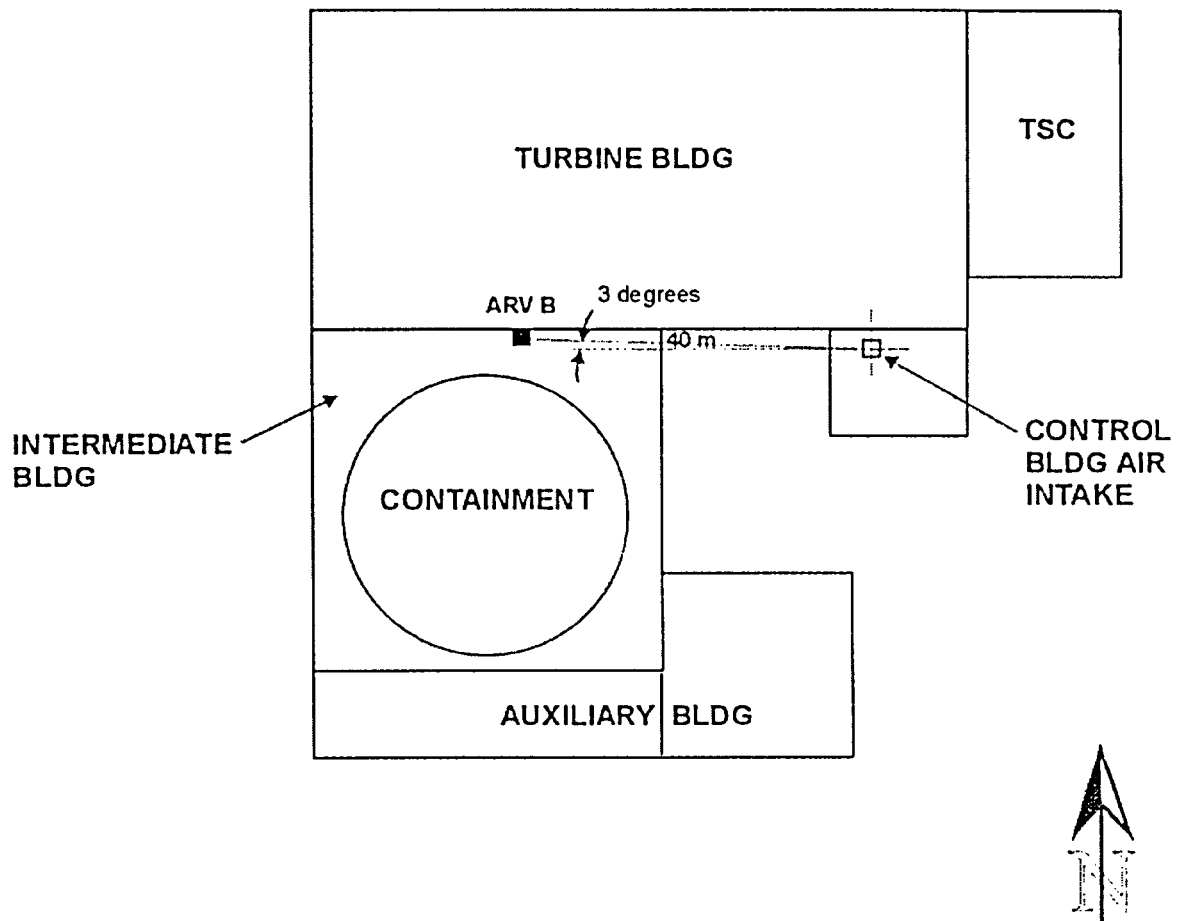 TURBINE BLDG
TSC
ARV B
3 degrees
40 m
INTERMEDIATE
BLDG
CONTAINMENT
CONTROL
BLDG AIR
INTAKE
AUXILIARY BLDG
N